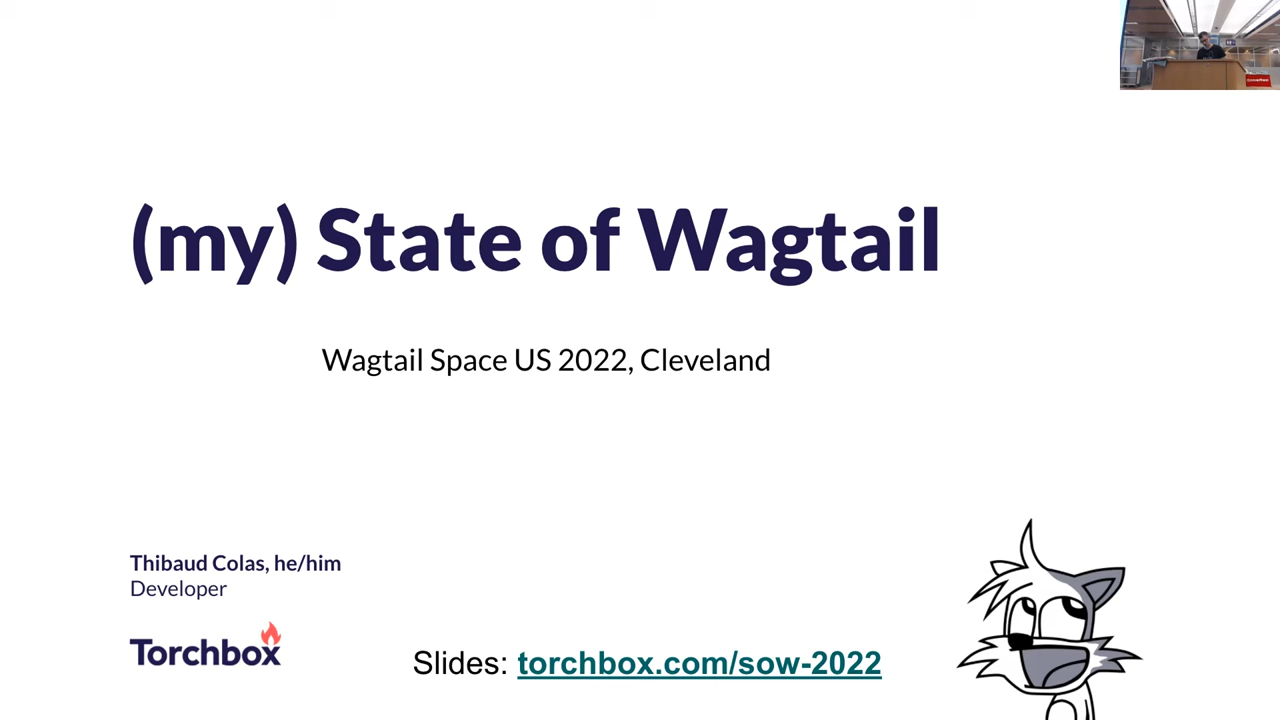 (my) State of Wagtail
Wagtail Space US 2022, Cleveland
Thibaud Colas, he/him
Developer
Torchbox
Slides: torchbox.com/sow-2022